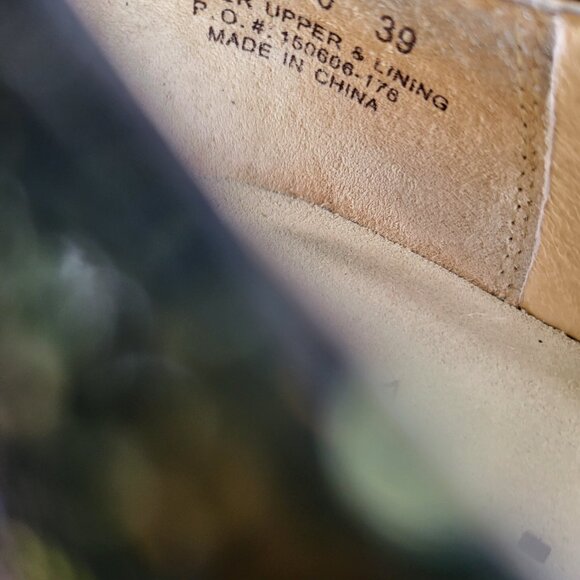 39
UPPER & LINING
P.O.#. 150606-176
MADE IN CHINA